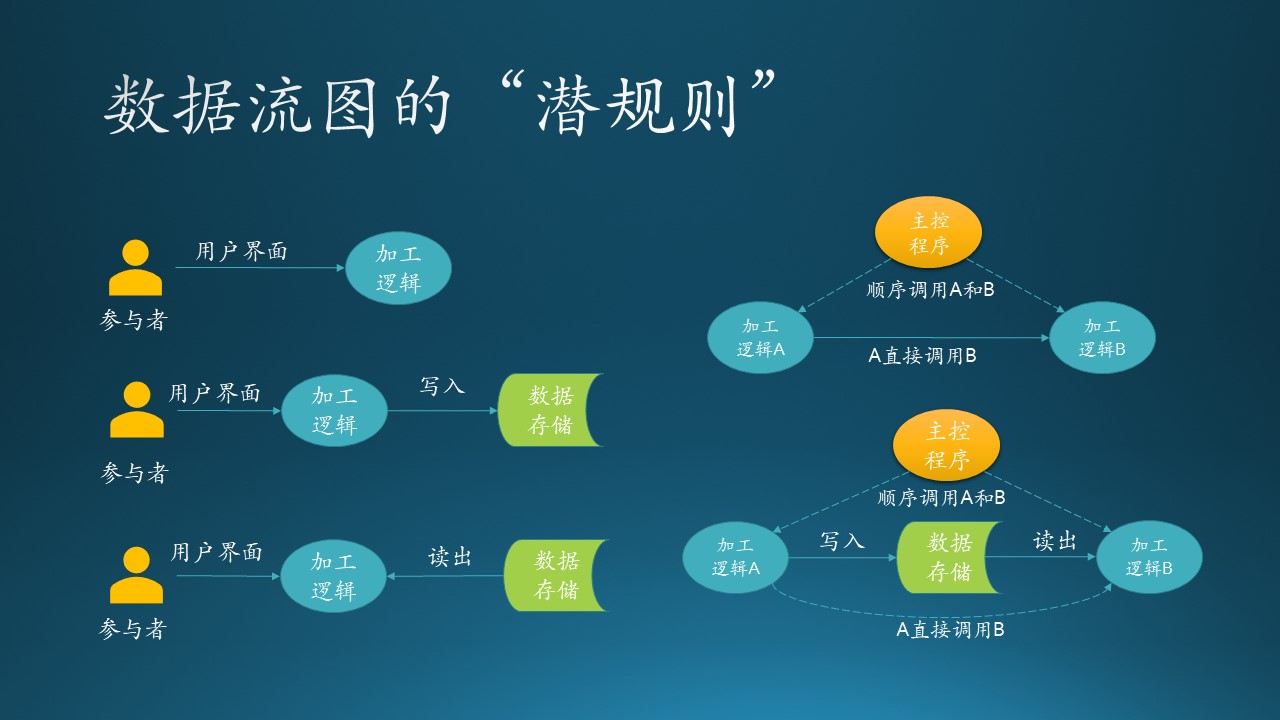 数据流图的“潜规则”
用户界面
加工
逻辑
参与者
用户界面
加工
逻辑
写入
数据
存储
参与者
用户界面
加工
逻辑
读出
数据
存储
参与者
主控
程序
顺序调用A和B
加工
逻辑A
A直接调用B
加工
逻辑B
主控
程序
顺序调用A和B
加工
逻辑A
写入
数据
存储
读出
加工
逻辑B
A直接调用B